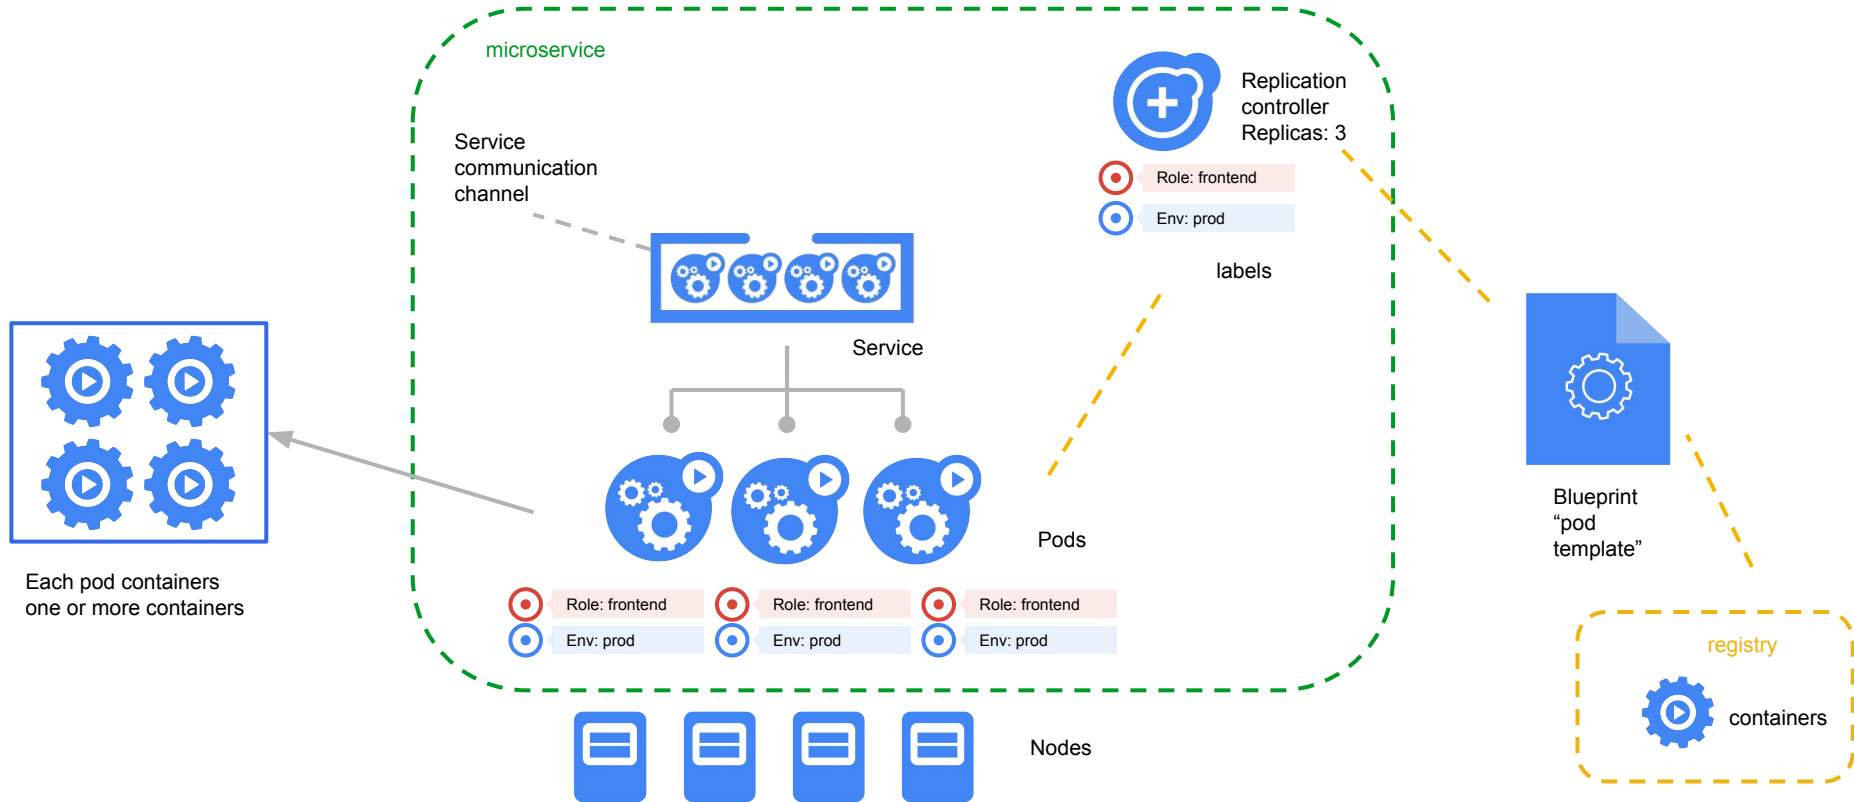 microservice
Replication
controller
Replicas: 3
Service
communication
channel
Role: frontend
Env: prod
labels
Service
Pods
Each pod containers
one or more containers
Blueprint
“pod
template”
Role: frontend
Role: frontend
Role: frontend
Env: prod
Env: prod
Env: prod
registry
containers
Nodes